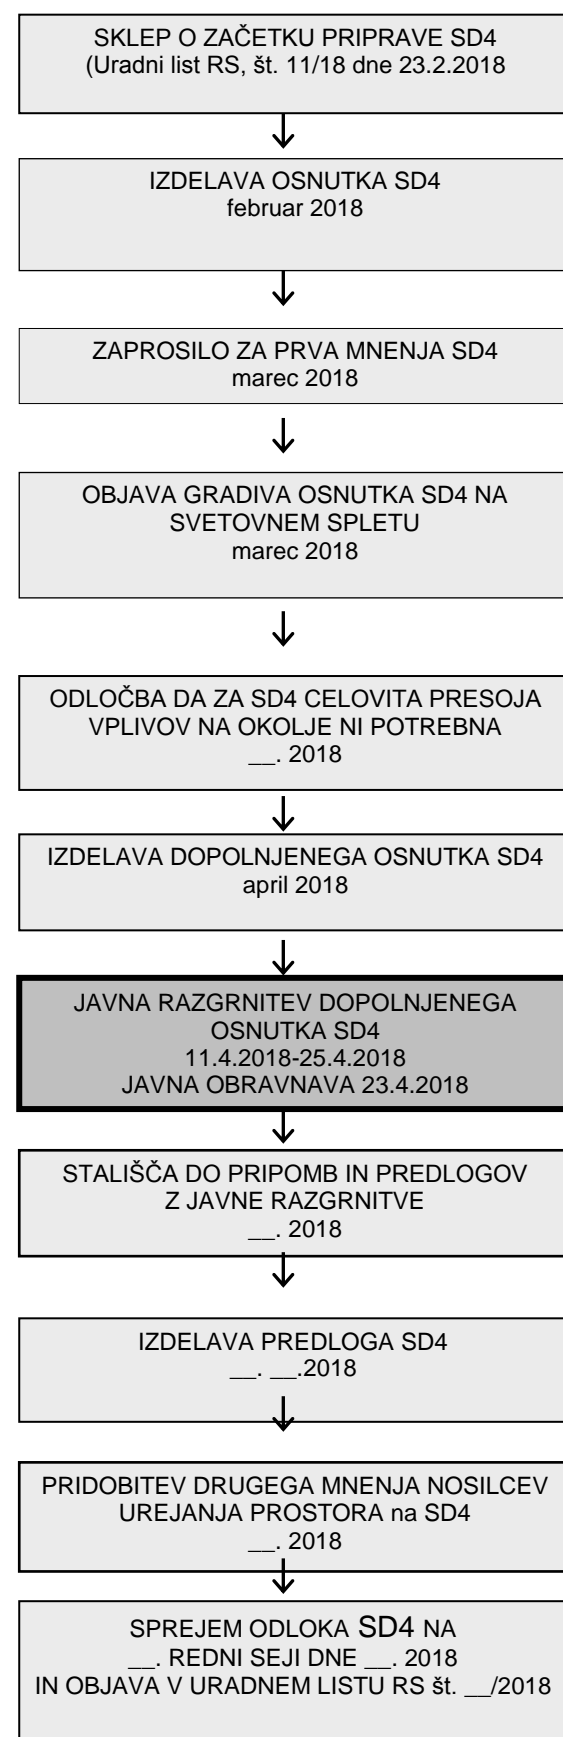 SKLEP O ZAČETKU PRIPRAVE SD4
(Uradni list RS, št. 11/18 dne 23.2.2018
IZDELAVA OSNUTKA SD4
februar 2018
ZAPROSILO ZA PRVA MNENJA SD4
marec 2018
OBJAVA GRADIVA OSNUTKA SD4 NA
SVETOVNEM SPLETU
marec 2018
ODLOČBA DA ZA SD4 CELOVITA PRESOJA
VPLIVOV NA OKOLJE NI POTREBNA
__. 2018
IZDELAVA DOPOLNJENEGA OSNUTKA SD4
april 2018
JAVNA RAZGRNITEV DOPOLNJENEGA
OSNUTKA SD4
11.4.2018-25.4.2018
JAVNA OBRAVNAVA 23.4.2018
STALIŠČA DO PRIPOMB IN PREDLOGOV
Z JAVNE RAZGRNITVE
__. 2018
IZDELAVA PREDLOGA SD4
__. __.2018
PRIDOBITEV DRUGEGA MNENJA NOSILCEV
UREJANJA PROSTORA na SD4
__. 2018
SPREJEM ODLOKA SD4 NA
__. REDNI SEJI DNE __. 2018
IN OBJAVA V URADNEM LISTU RS št. __/2018